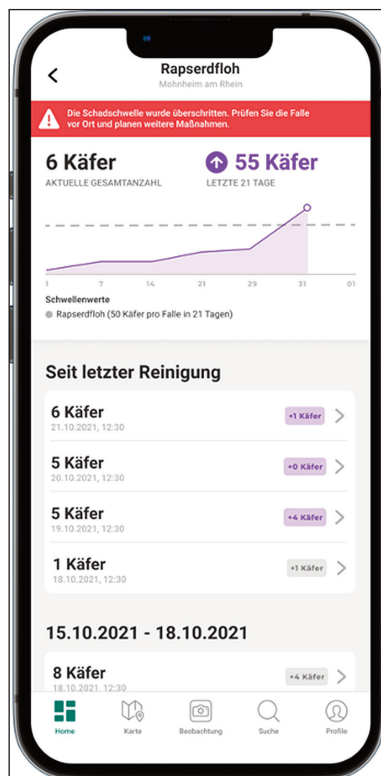 Rapserdfloh
Mohnheim am Rhein
Die Schadschwelle wurde überschritten. Prüfen Sie die Falle
vor Ort und planen weitere Maßnahmen.
6 Käfer
AKTUELLE GESAMTANZAHL
55 Käfer
LETZTE 21 TAGE
1 7 14 21 29 31 01
Schwellenwerte
Rapserdfloh (50 Käfer pro Falle in 21 Tagen)
Seit letzter Reinigung
6 Käfer
21.10.2021, 12:30
+1 Käfer
5 Käfer
20.10.2021, 12:30
+0 Käfer
5 Käfer
19.10.2021, 12:30
+4 Käfer
1 Käfer
18.10.2021, 12:30
+1 Käfer
15.10.2021 - 18.10.2021
8 Käfer
18.10.2021, 12:30
+4 Käfer
Home Karte Beobachtung Suche Profile